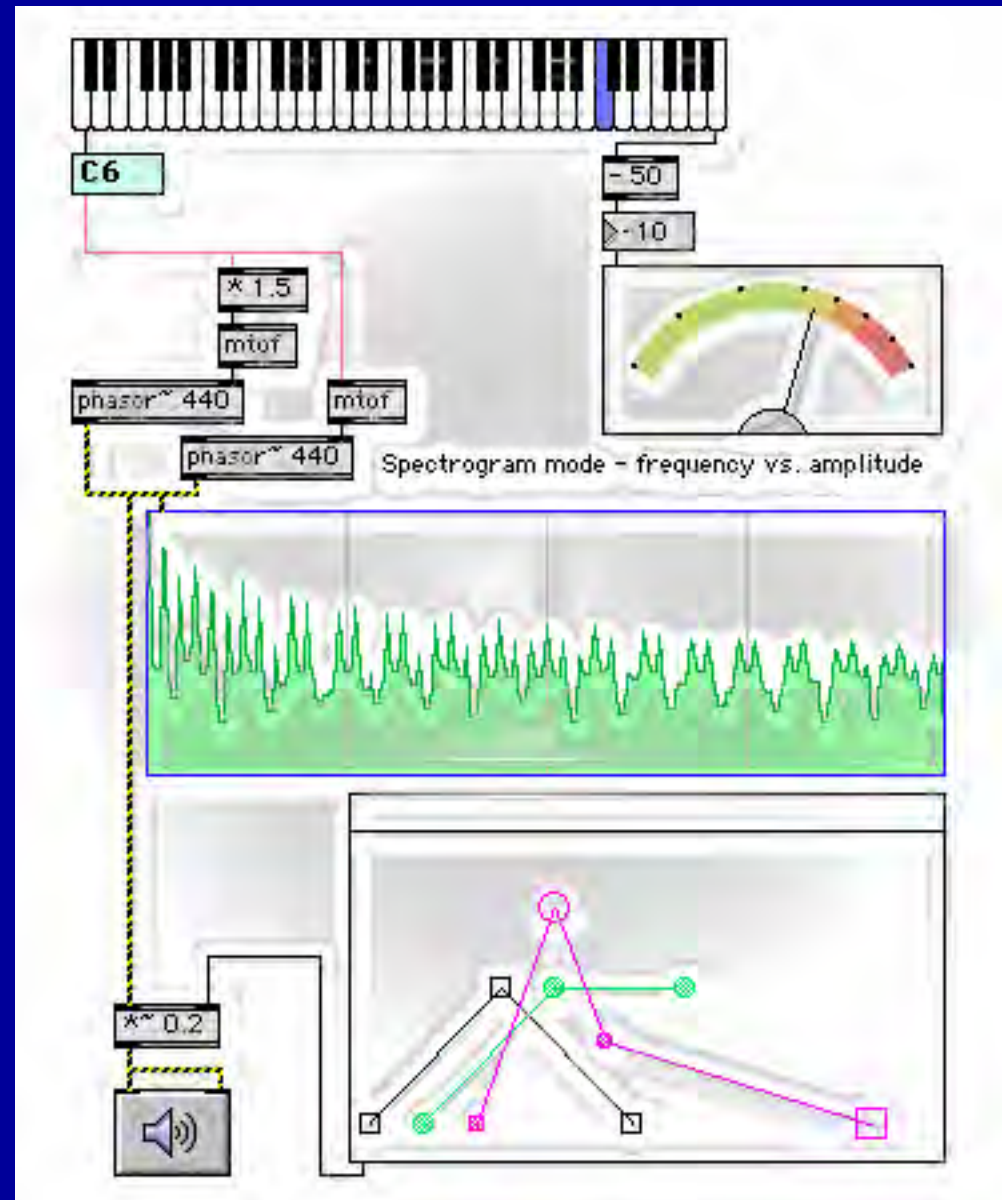 C6
- 50
-10
* 1.5
mtof
phasor~ 440
mtof
phasor~ 440
Spectrogram mode - frequency vs. amplitude
*~ 0.2